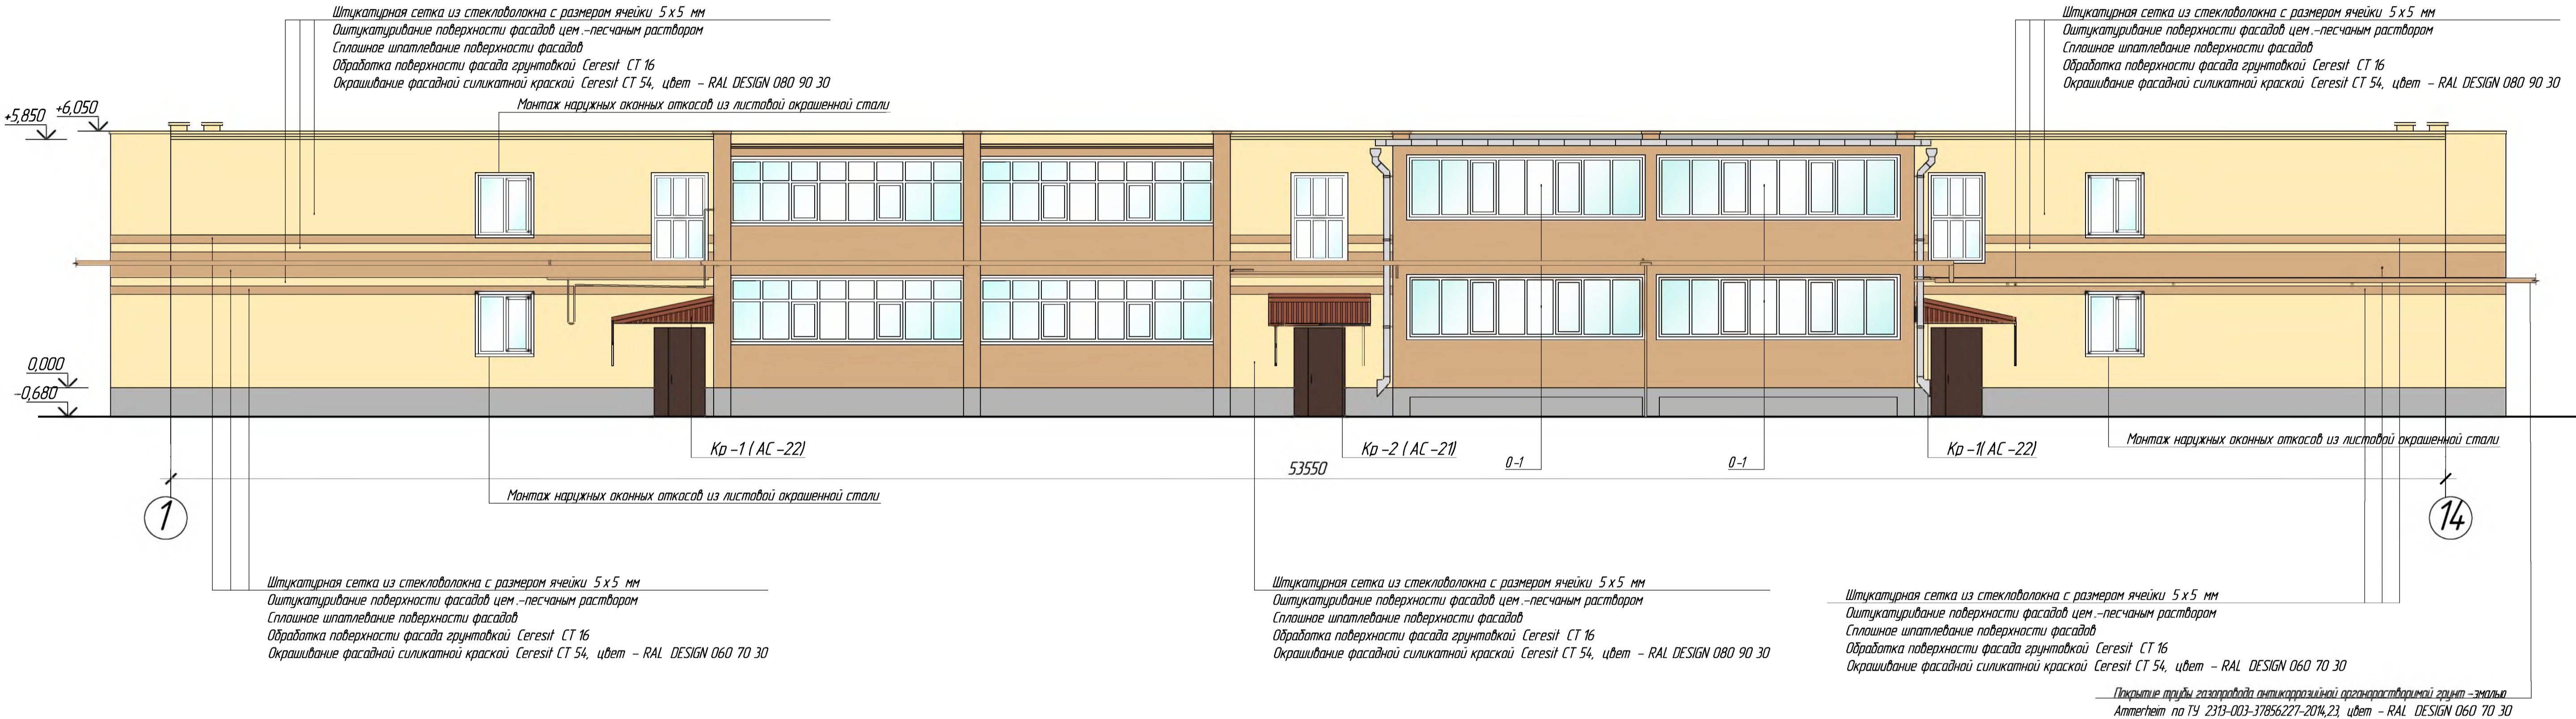 Штукатурная сетка из стекловолокна с размером ячейки 5х5 мм
Оштукатуривание поверхности фасадов цем.-песчаным раствором
Сплошное шпатлевание поверхности фасадов
Обработка поверхности фасада грунтовкой Ceresit CT 16
Окрашивание фасадной силикатной краской Ceresit CT 54, цвет - RAL DESIGN 080 90 30
Монтаж наружных оконных откосов из листовой окрашенной стали
Штукатурная сетка из стекловолокна с размером ячейки 5х5 мм
Оштукатуривание поверхности фасадов цем.-песчаным раствором
Сплошное шпатлевание поверхности фасадов
Обработка поверхности фасада грунтовкой Ceresit CT 16
Окрашивание фасадной силикатной краской Ceresit CT 54, цвет - RAL DESIGN 080 90 30
+5,850
+6,050
0,000
-0,680
Кр-1 (АС-22)
Кр-2 (АС-21)
0-1
0-1
Кр-1(АС-22)
Монтаж наружных оконных откосов из листовой окрашенной стали
53550
Монтаж наружных оконных откосов из листовой окрашенной стали
1
14
Штукатурная сетка из стекловолокна с размером ячейки 5х5 мм
Оштукатуривание поверхности фасадов цем.-песчаным раствором
Сплошное шпатлевание поверхности фасадов
Обработка поверхности фасада грунтовкой Ceresit CT 16
Окрашивание фасадной силикатной краской Ceresit CT 54, цвет - RAL DESIGN 060 70 30
Штукатурная сетка из стекловолокна с размером ячейки 5х5 мм
Оштукатуривание поверхности фасадов цем.-песчаным раствором
Сплошное шпатлевание поверхности фасадов
Обработка поверхности фасада грунтовкой Ceresit CT 16
Окрашивание фасадной силикатной краской Ceresit CT 54, цвет - RAL DESIGN 080 90 30
Штукатурная сетка из стекловолокна с размером ячейки 5х5 мм
Оштукатуривание поверхности фасадов цем.-песчаным раствором
Сплошное шпатлевание поверхности фасадов
Обработка поверхности фасада грунтовкой Ceresit CT 16
Окрашивание фасадной силикатной краской Ceresit CT 54, цвет - RAL DESIGN 060 70 30
Покрытие трубы газопровода антикоррозийной органорастворимой грунт-эмалью
Ammerheim по ТУ 2313-003-37856227-2014,23, цвет - RAL DESIGN 060 70 30